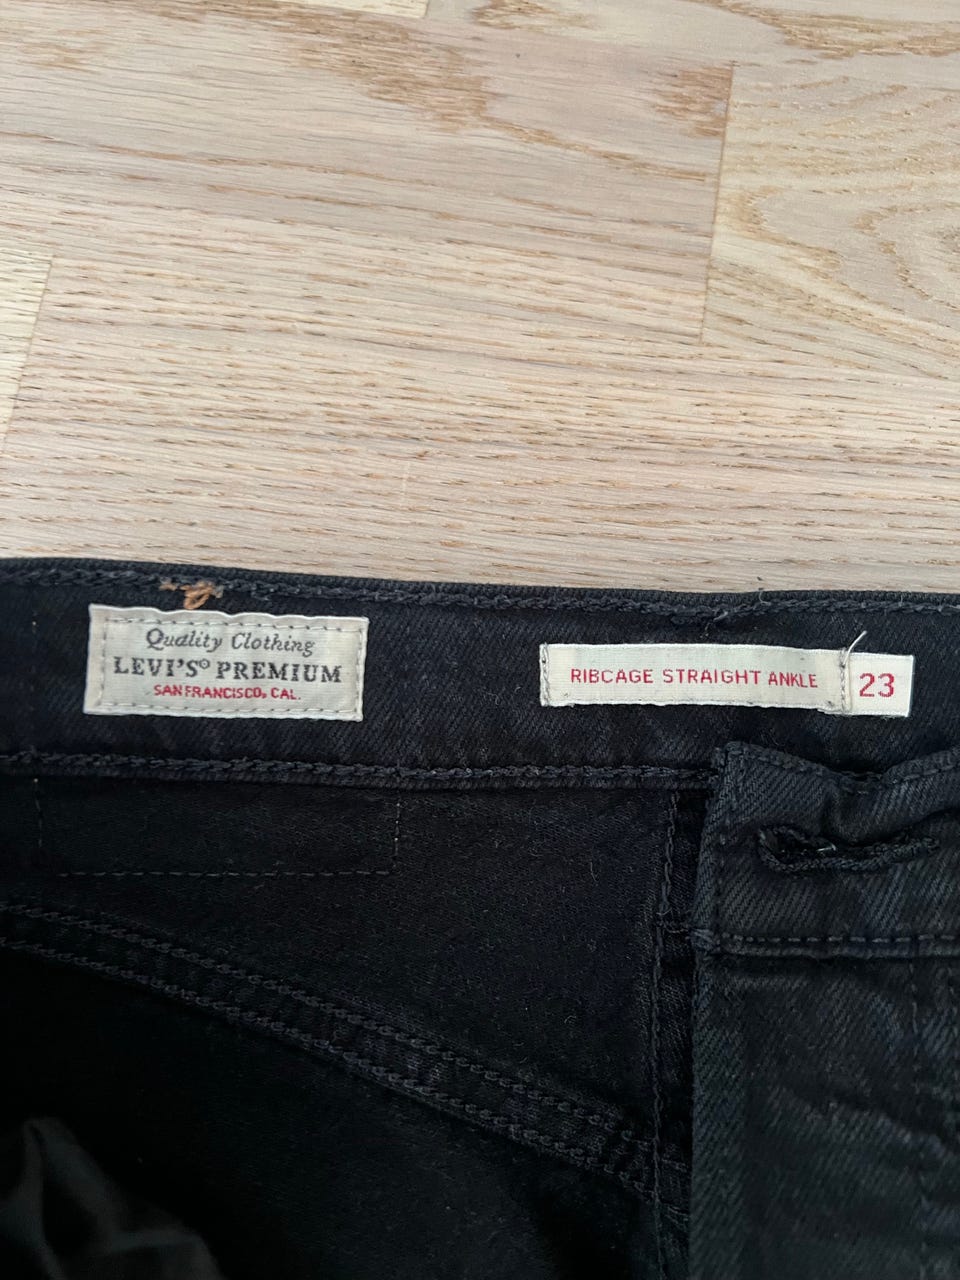 Quality Clothing
LEVI'S® PREMIUM
SAN FRANCISCO, CAL.
RIBCAGE STRAIGHT ANKLE
23